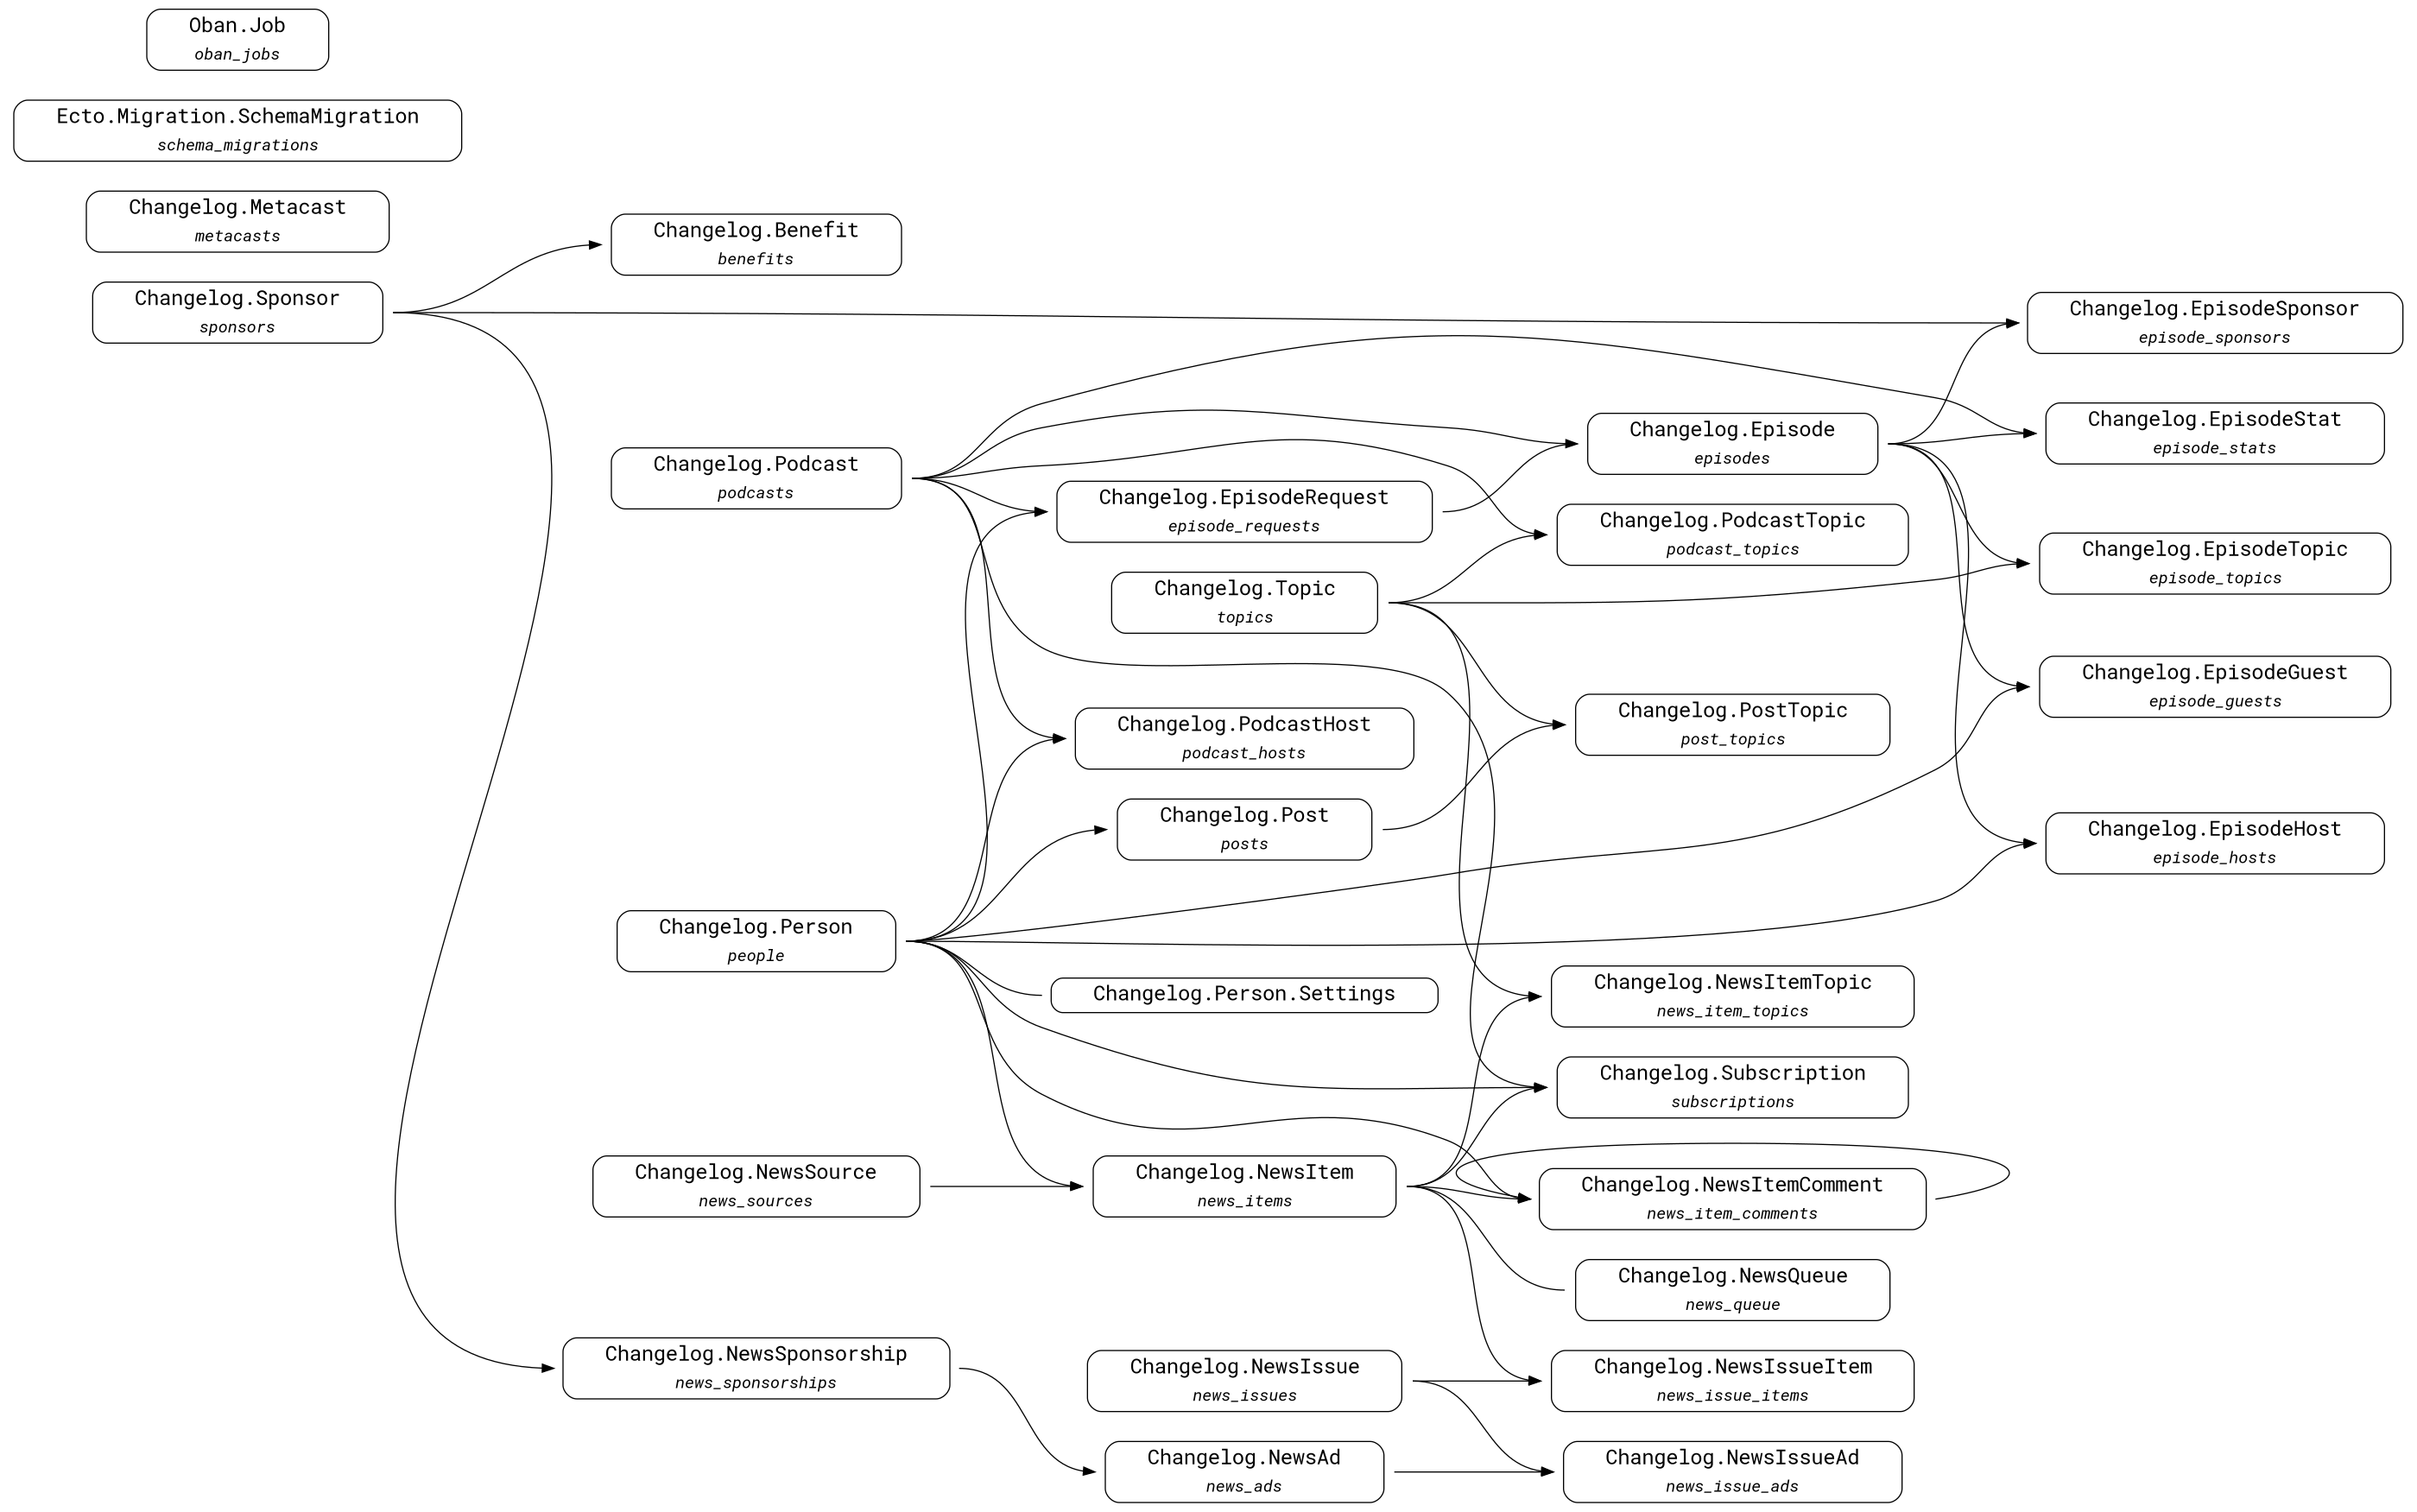 Oban.Job
oban_jobs
Ecto.Migration.SchemaMigration
schema_migrations
Changelog.Metacast
metacasts
Changelog.Sponsor
sponsors
Changelog.Benefit
benefits
Changelog.Podcast
podcasts
Changelog.Person
people
Changelog.NewsSource
news_sources
Changelog.NewsSponsorship
news_sponsorships
Changelog.EpisodeRequest
episode_requests
Changelog.Topic
topics
Changelog.PodcastHost
podcast_hosts
Changelog.Post
posts
Changelog.Person.Settings
Changelog.NewsItem
news_items
Changelog.NewsIssue
news_issues
Changelog.NewsAd
news_ads
Changelog.Episode
episodes
Changelog.PodcastTopic
podcast_topics
Changelog.PostTopic
post_topics
Changelog.NewsItemTopic
news_item_topics
Changelog.Subscription
subscriptions
Changelog.NewsItemComment
news_item_comments
Changelog.NewsQueue
news_queue
Changelog.NewsIssueItem
news_issue_items
Changelog.NewsIssueAd
news_issue_ads
Changelog.EpisodeSponsor
episode_sponsors
Changelog.EpisodeStat
episode_stats
Changelog.EpisodeTopic
episode_topics
Changelog.EpisodeGuest
episode_guests
Changelog.EpisodeHost
episode_hosts